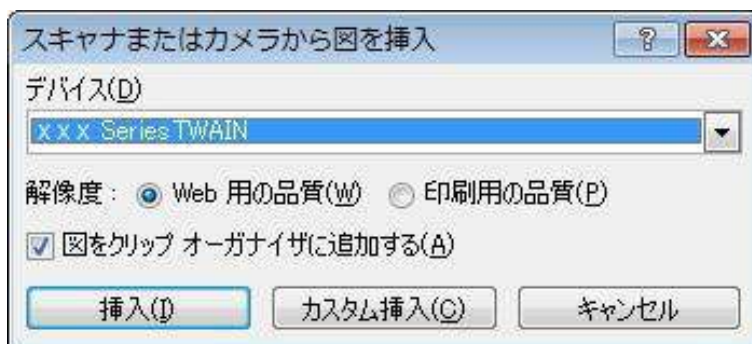 スキャナまたはカメラから図を挿入
デバイス(D)
x x x Series TWAIN
解像度： Web 用の品質(W) 印刷用の品質(P)
図をクリップ オーガナイザに追加する(A)
挿入(I) カスタム挿入(C) キャンセル